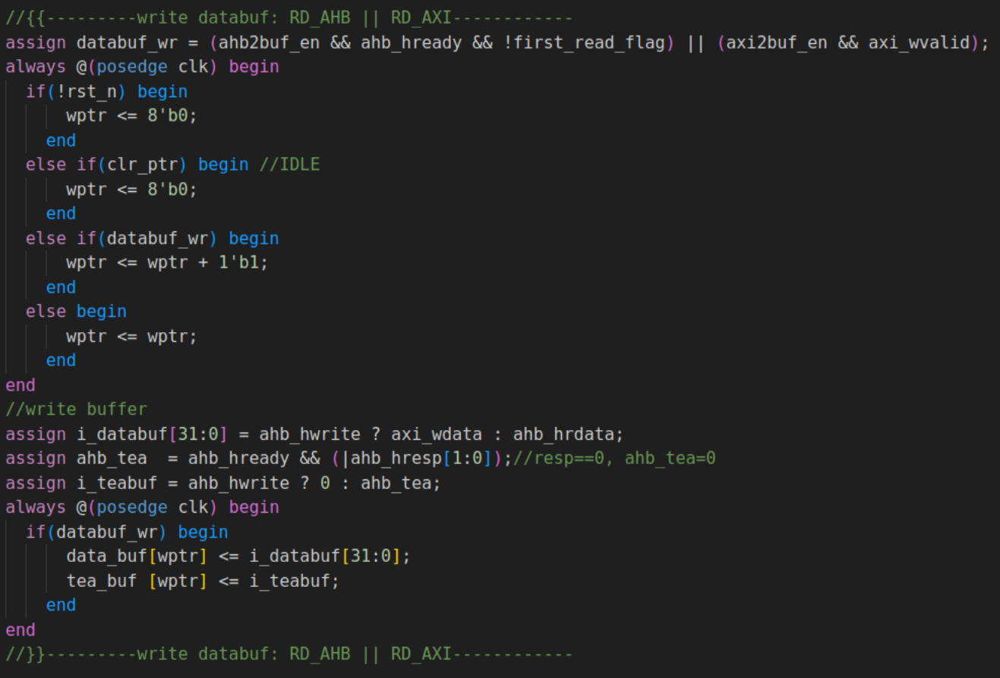 //{{---------write databuf: RD_AHB || RD_AXI------------
assign databuf_wr = (ahb2buf_en && ahb_hready && !first_read_flag) || (axi2buf_en && axi_wvalid);
always @(posedge clk) begin
  if(!rst_n) begin
      wptr <= 8'b0;
    end
  else if(clr_ptr) begin //IDLE
      wptr <= 8'b0;
    end
  else if(databuf_wr) begin
      wptr <= wptr + 1'b1;
    end
  else begin
      wptr <= wptr;
    end
end
//write buffer
assign i_databuf[31:0] = ahb_hwrite ? axi_wdata : ahb_hrdata;
assign ahb_tea  = ahb_hready && (|ahb_hresp[1:0]);//resp==0, ahb_tea=0
assign i_teabuf = ahb_hwrite ? 0 : ahb_tea;
always @(posedge clk) begin
  if(databuf_wr) begin
      data_buf[wptr] <= i_databuf[31:0];
      tea_buf [wptr] <= i_teabuf;
    end
end
//}}---------write databuf: RD_AHB || RD_AXI------------